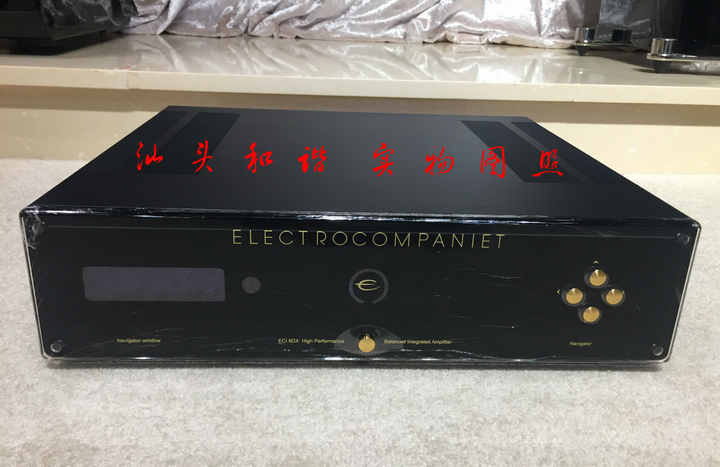 汕头和谐 实物图照
ELECTROCOMPANIET
Navigator window
ECI 6DX High Performance Balanced Integrated Amplifier
Navigator